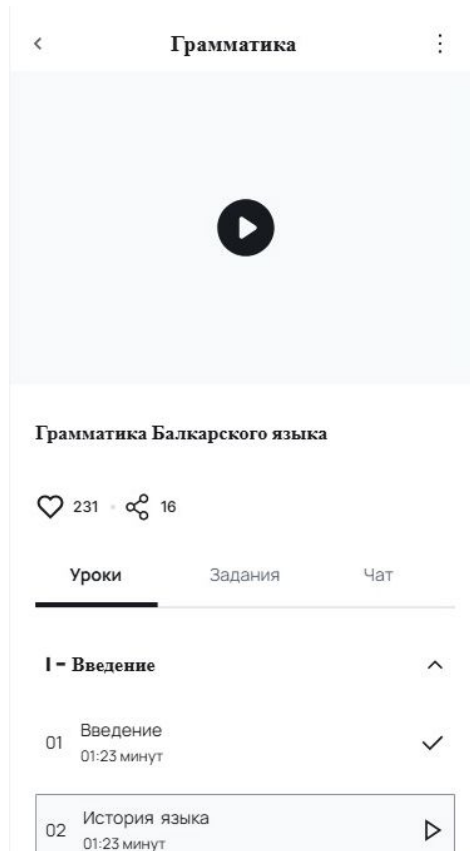 Грамматика
Грамматика Балкарского языка
231 16
Уроки Задания Чат
I – Введение
01 Введение
01:23 минут
02 История языка
01:23 минут